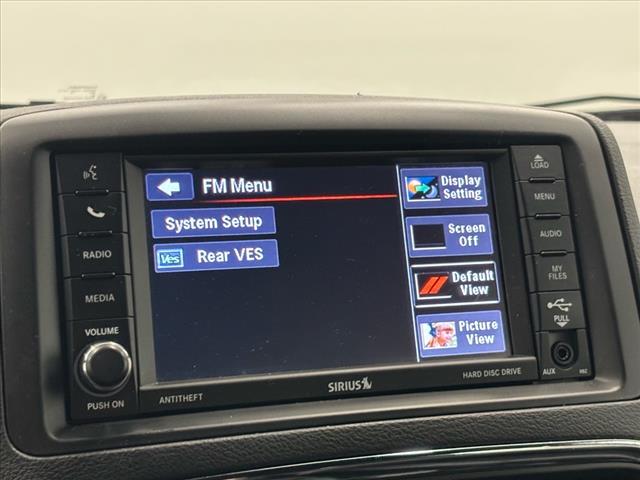 FM Menu
System Setup
Ves Rear VES
Display
Setting
Screen
Off
Default
View
Picture
View
RADIO
MEDIA
VOLUME
PUSH ON
ANTITHEFT
SIRIUS
HARD DISC DRIVE
LOAD
MENU
AUDIO
MY
FILES
PULL
AUX
RBZ